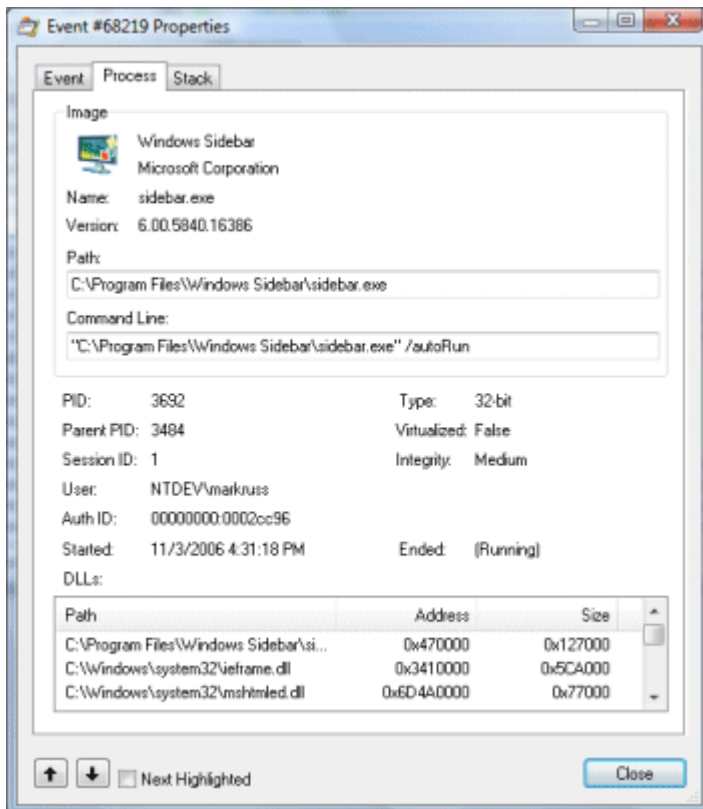 Event #68219 Properties
Event Process Stack
Image
Windows Sidebar
Microsoft Corporation
Name: sidebar.exe
Version: 6.00.5840.16386
Path:
C:\Program Files\Windows Sidebar\sidebar.exe
Command Line:
"C:\Program Files\Windows Sidebar\sidebar.exe" /autoRun
PID: 3692 Type: 32-bit
Parent PID: 3484 Virtualized: False
Session ID: 1 Integrity: Medium
User: NTDEV\markruss
Auth ID: 00000000:0002cc96
Started: 11/3/2006 4:31:18 PM Ended: (Running)
DLLs:
Path Address Size
C:\Program Files\Windows Sidebar\si... 0x470000 0x127000
C:\Windows\system32\ieframe.dll 0x3410000 0x5CA000
C:\Windows\system32\mshtmled.dll 0x6D4A0000 0x77000
Next Highlighted Close